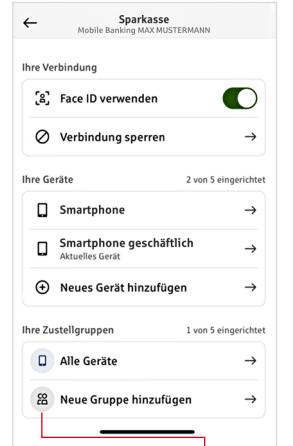 Sparkasse
Mobile Banking MAX MUSTERMANN
Ihre Verbindung
Face ID verwenden
Verbindung sperren
Ihre Geräte 2 von 5 eingerichtet
Smartphone
Smartphone geschäftlich
Aktuelles Gerät
Neues Gerät hinzufügen
Ihre Zustellgruppen 1 von 5 eingerichtet
Alle Geräte
Neue Gruppe hinzufügen